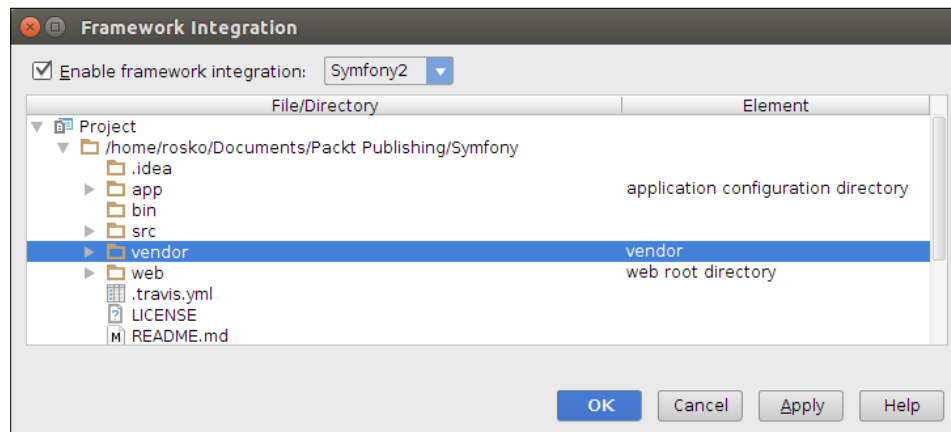 Framework Integration
Enable framework integration: Symfony2
File/Directory Element
Project
/home/rosko/Documents/Packt Publishing/Symfony
.idea
app application configuration directory
bin
src
vendor vendor
web web root directory
.travis.yml
LICENSE
README.md
OK Cancel Apply Help